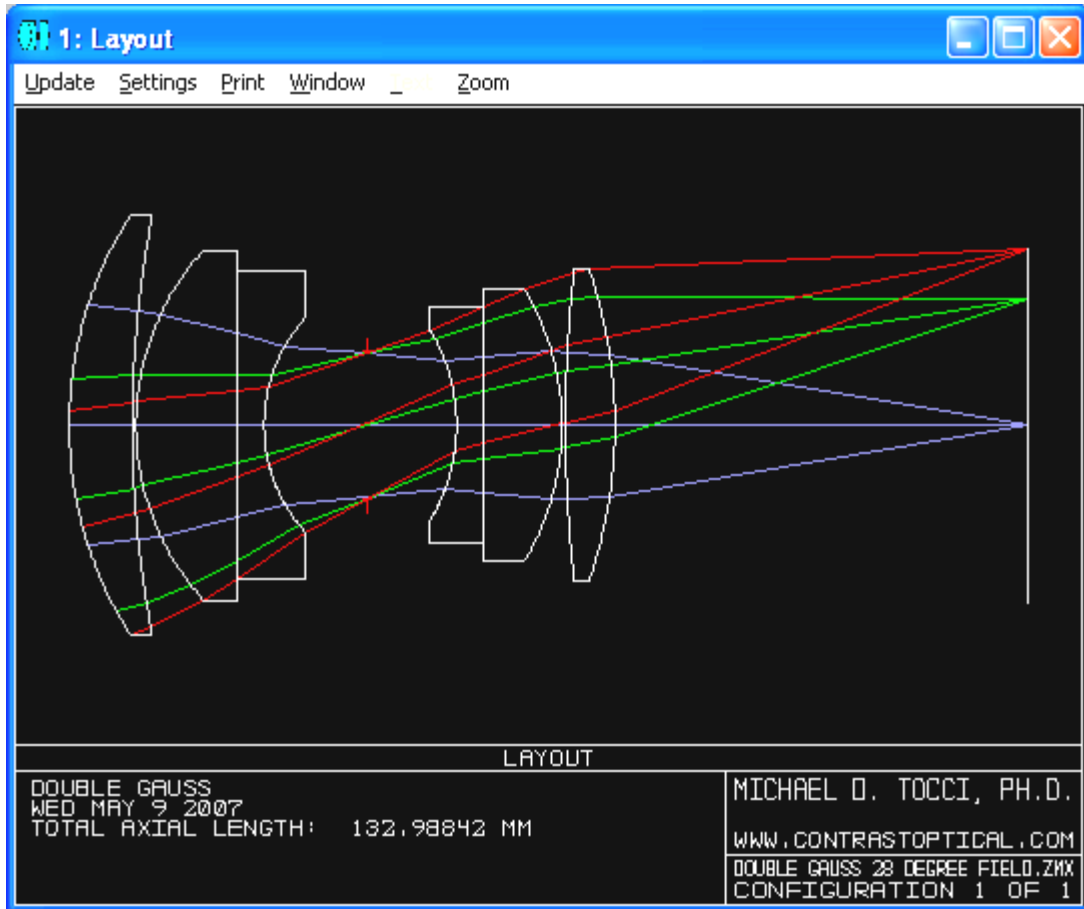 1: Layout
Update Settings Print Window _ Zoom
LAYOUT
DOUBLE GAUSS
WED MAY 9 2007
TOTAL AXIAL LENGTH: 132.98842 MM
MICHAEL D. TOCCI, PH.D.
WWW.CONTRASTOPTICAL.COM
DOUBLE GAUSS 28 DEGREE FIELD.ZMX
CONFIGURATION 1 OF 1